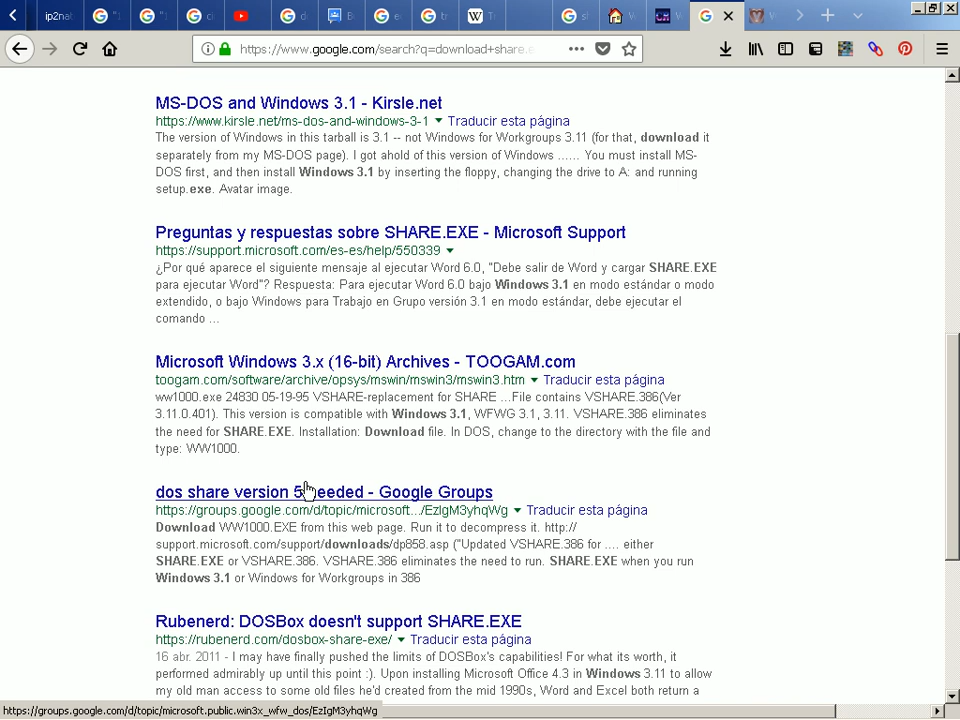 ip2nat
"1
"1
ci
d
B
e
tr
T
s
W
W
https://www.google.com/search?q=download+share.e
MS-DOS and Windows 3.1 - Kirsle.net
https://www.kirsle.net/ms-dos-and-windows-3-1 Traducir esta página
The version of Windows in this tarball is 3.1 -- not Windows for Workgroups 3.11 (for that, download it
separately from my MS-DOS page). I got ahold of this version of Windows ...... You must install MS-
DOS first, and then install Windows 3.1 by inserting the floppy, changing the drive to A: and running
setup.exe. Avatar image.
Preguntas y respuestas sobre SHARE.EXE - Microsoft Support
https://support.microsoft.com/es-es/help/550339
¿Por qué aparece el siguiente mensaje al ejecutar Word 6.0, "Debe salir de Word y cargar SHARE.EXE
para ejecutar Word"? Respuesta: Para ejecutar Word 6.0 bajo Windows 3.1 en modo estándar o modo
extendido, o bajo Windows para Trabajo en Grupo versión 3.1 en modo estándar, debe ejecutar el
comando ...
Microsoft Windows 3.x (16-bit) Archives - TOOGAM.com
toogam.com/software/archive/opsys/mswin/mswin3/mswin3.htm Traducir esta página
ww1000.exe 24830 05-19-95 VSHARE-replacement for SHARE ...File contains VSHARE.386(Ver
3.11.0.401). This version is compatible with Windows 3.1, WFWG 3.1, 3.11. VSHARE.386 eliminates
the need for SHARE.EXE. Installation: Download file. In DOS, change to the directory with the file and
type: WW1000.
dos share version 5 needed - Google Groups
https://groups.google.com/d/topic/microsoft.../EzIgM3yhqWg Traducir esta página
Download WW1000.EXE from this web page. Run it to decompress it. http://
support.microsoft.com/support/downloads/dp858.asp ("Updated VSHARE.386 for .... either
SHARE.EXE or VSHARE.386. VSHARE.386 eliminates the need to run. SHARE.EXE when you run
Windows 3.1 or Windows for Workgroups in 386
Rubenerd: DOSBox doesn't support SHARE.EXE
https://rubenerd.com/dosbox-share-exe/ Traducir esta página
16 abr. 2011 - I may have finally pushed the limits of DOSBox's capabilities! For what its worth, it
performed admirably up until this point :). Upon installing Microsoft Office 4.3 in Windows 3.11 to allow
my old man access to some old files he'd created from the mid 1990s, Word and Excel both return a
https://groups.google.com/d/topic/microsoft.public.win3x_wfw_dos/EzIgM3yhqWg